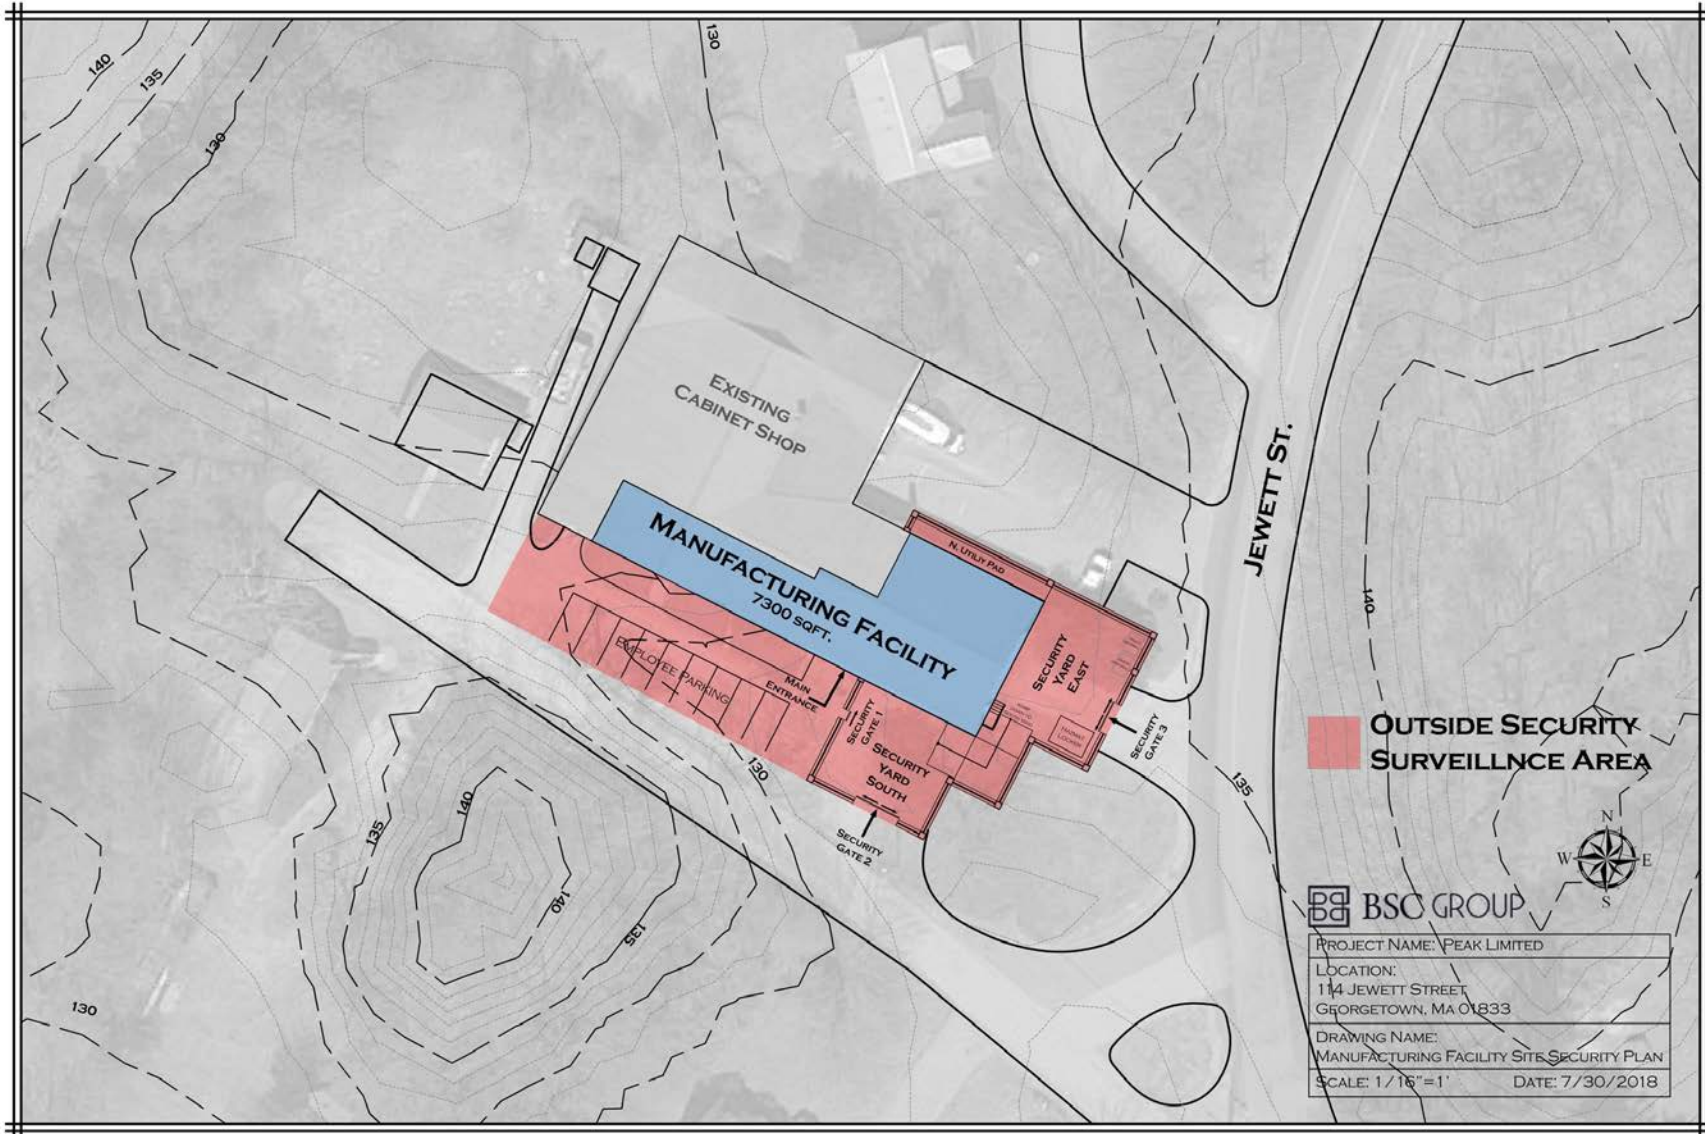 140
135
130
130
EXISTING
CABINET SHOP
MANUFACTURING FACILITY
7300 SQFT.
N. UTILIY PAD
EMPLOYEE PARKING
MAIN
ENTRANCE
SECURITY
GATE 1
SECURITY
YARD
SOUTH
SECURITY
GATE 2
SECURITY
YARD
EAST
HAZMAT
LOCKER
SECURITY
GATE 3
JEWETT ST.
140
135
130
135
140
140
135
130
OUTSIDE SECURITY
SURVEILLNCE AREA
N
W E
S
BSC GROUP
PROJECT NAME: PEAK LIMITED
LOCATION:
114 JEWETT STREET
GEORGETOWN, MA 01833
DRAWING NAME:
MANUFACTURING FACILITY SITE SECURITY PLAN
SCALE: 1/16"=1' DATE: 7/30/2018